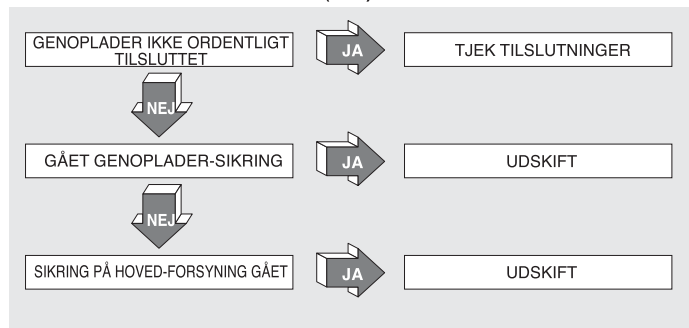 GENOPLADER IKKE ORDENTLIGT
TILSLUTTET
JA
TJEK TILSLUTNINGER
NEJ
GÅET GENOPLADER-SIKRING
JA
UDSKIFT
NEJ
SIKRING PÅ HOVED-FORSYNING GÅET
JA
UDSKIFT